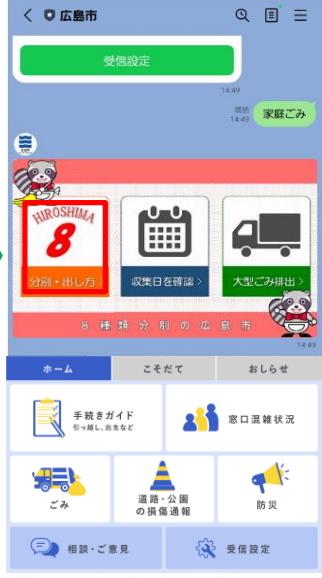 広島市
受信設定
14:49
既読
14:49
家庭ごみ
HIROSHIMA
8
分別・出し方 >
収集日を確認 >
大型ごみ排出 >
8種類分別の広島市
14:49
ホーム
こそだて
おしらせ
手続きガイド
引っ越し、出生など
窓口混雑状況
ごみ
道路・公園
の損傷通報
防災
相談・ご意見
受信設定